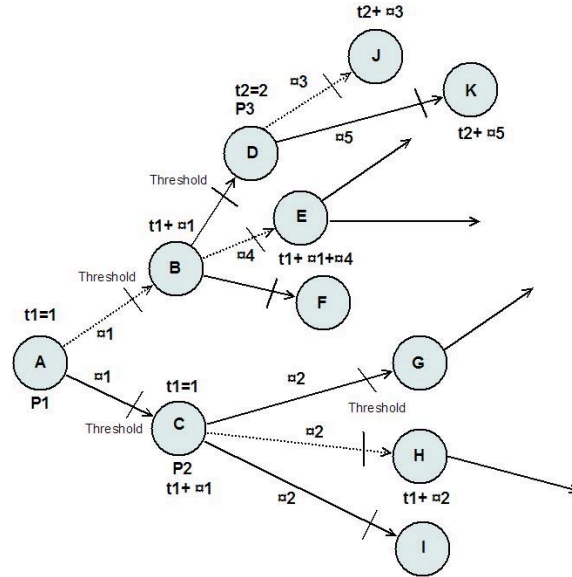 t2+ ¤3
J
t2=2
P3
¤3
K
D
¤5
t2+ ¤5
Threshold
E
t1+ ¤1
B
¤4
t1+ ¤1+¤4
Threshold
F
t1=1
¤1
A
G
P1
¤1
t1=1
¤2
Threshold
Threshold
C
¤2
H
P2
t1+ ¤1
¤2
t1+ ¤2
I